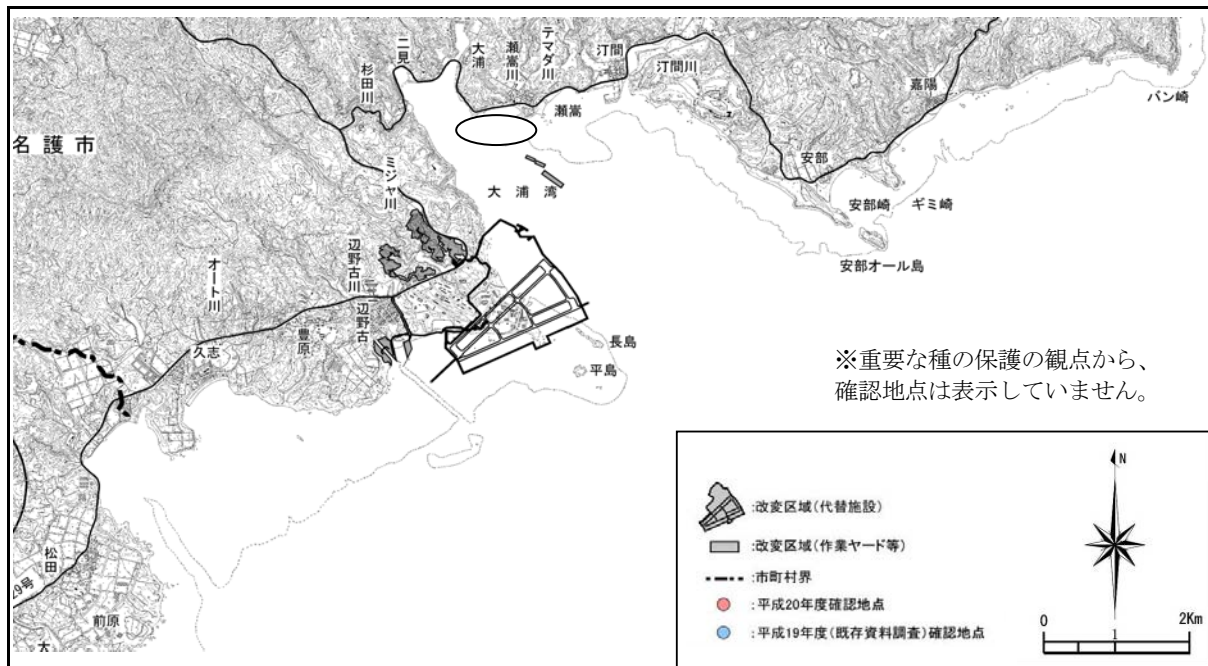 名護市
杉田川
二見
大浦
瀬嵩川
テマダ川
汀間
汀間川
瀬嵩
嘉陽
バン崎
安部
安部崎
ギミ崎
安部オール島
大浦湾
ミジャ川
辺野古川
辺野古
オート川
久志
豊原
長島
平島
松田
29号
前原
大
※重要な種の保護の観点から、
確認地点は表示していません。
:改変区域(代替施設)
:改変区域(作業ヤード等)
:市町村界
:平成20年度確認地点
:平成19年度(既存資料調査)確認地点
N
0 1 2Km